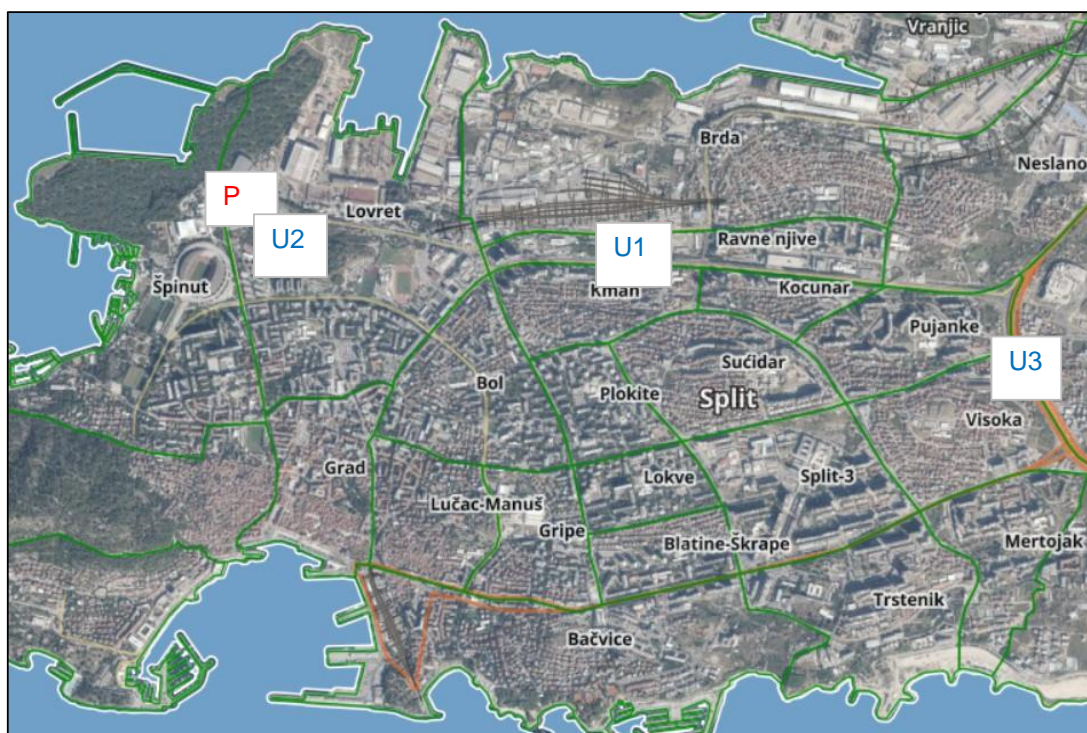 Vranjic
Brda
Neslano
P
Lovret
U2
U1
Ravne njive
Špinut
Kman
Kocunar
Pujanke
Sućidar
U3
Bol
Plokite
Split
Visoka
Grad
Lokve
Split-3
Lučac-Manuš
Gripe
Blatine-Škrape
Mertojak
Trstenik
Bačvice